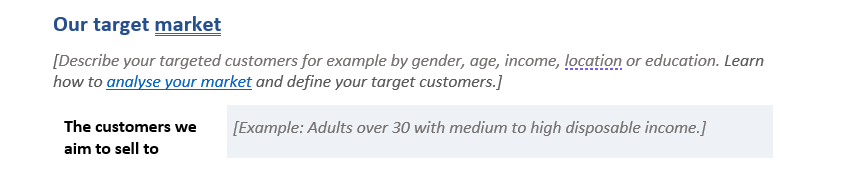 Our target market
[Describe your targeted customers for example by gender, age, income, location or education. Learn
how to analyse your market and define your target customers.]
The customers we
aim to sell to
[Example: Adults over 30 with medium to high disposable income.]